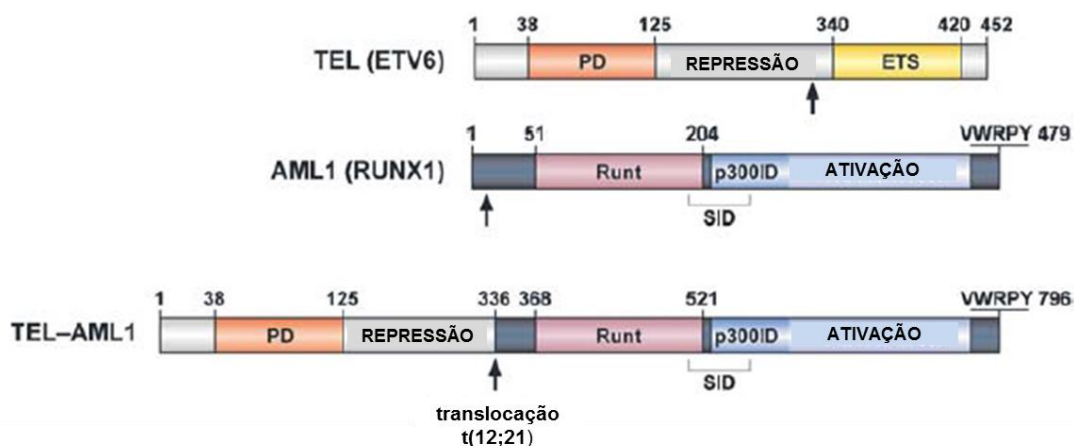 1 38 125 340 420 452
TEL (ETV6) PD REPRESSÃO ETS
1 51 204 VWRPY 479
AML1 (RUNX1) Runt p300ID ATIVAÇÃO
SID
1 38 125 336 368 521 VWRPY 796
TEL–AML1 PD REPRESSÃO Runt p300ID ATIVAÇÃO
SID
translocação
t(12;21)